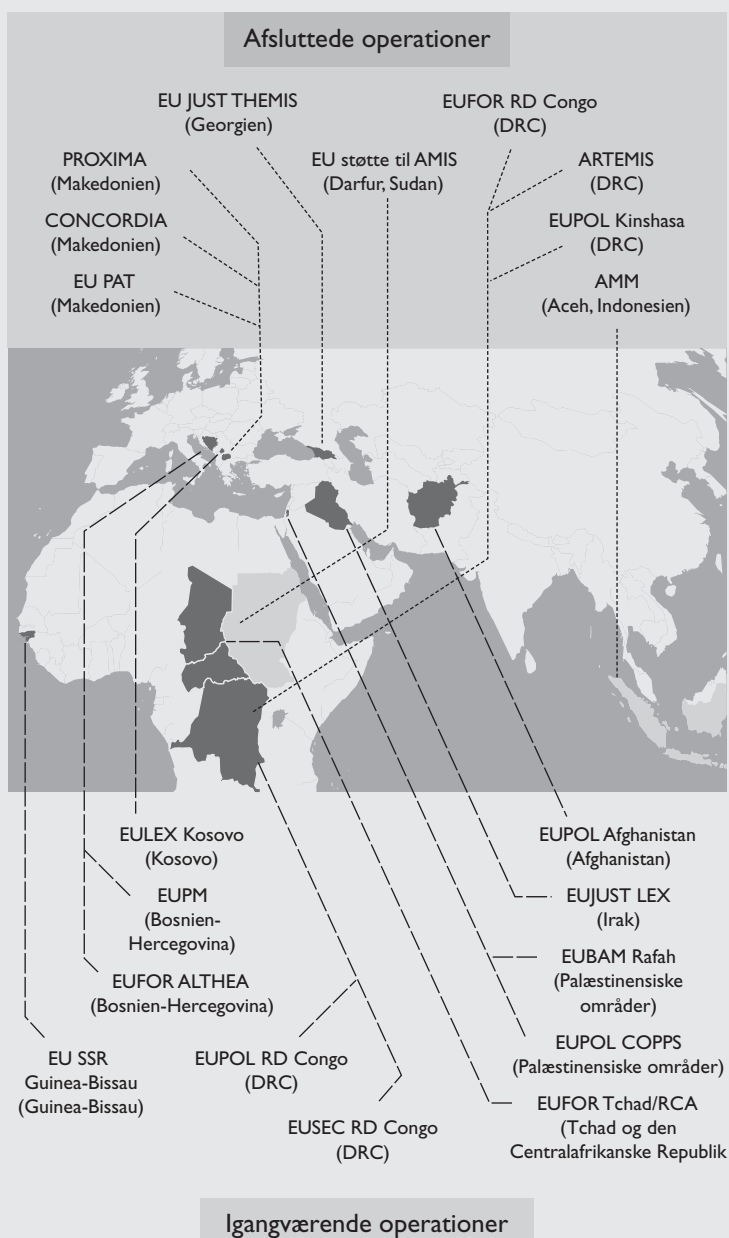 Afsluttede operationer
EU JUST THEMIS
(Georgien)
EUFOR RD Congo
(DRC)
PROXIMA
(Makedonien)
EU støtte til AMIS
(Darfur, Sudan)
ARTEMIS
(DRC)
CONCORDIA
(Makedonien)
EUPOL Kinshasa
(DRC)
EU PAT
(Makedonien)
AMM
(Aceh, Indonesien)
EULEX Kosovo
(Kosovo)
EUPOL Afghanistan
(Afghanistan)
EUPM
(Bosnien-
Hercegovina)
EUJUST LEX
(Irak)
EUFOR ALTHEA
(Bosnien-Hercegovina)
EUBAM Rafah
(Palæstinensiske
områder)
EU SSR
Guinea-Bissau
(Guinea-Bissau)
EUPOL RD Congo
(DRC)
EUPOL COPPS
(Palæstinensiske områder)
EUSEC RD Congo
(DRC)
EUFOR Tchad/RCA
(Tchad og den
Centralafrikanske Republik
Igangværende operationer